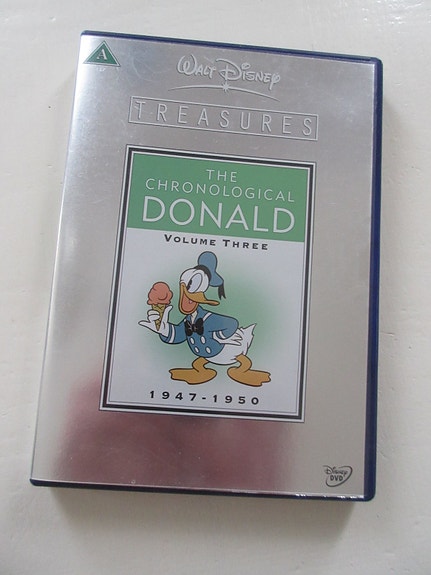 A
WALT DISNEY
TREASURES
THE
CHRONOLOGICAL
DONALD
VOLUME THREE
1947-1950
Disney
DVD